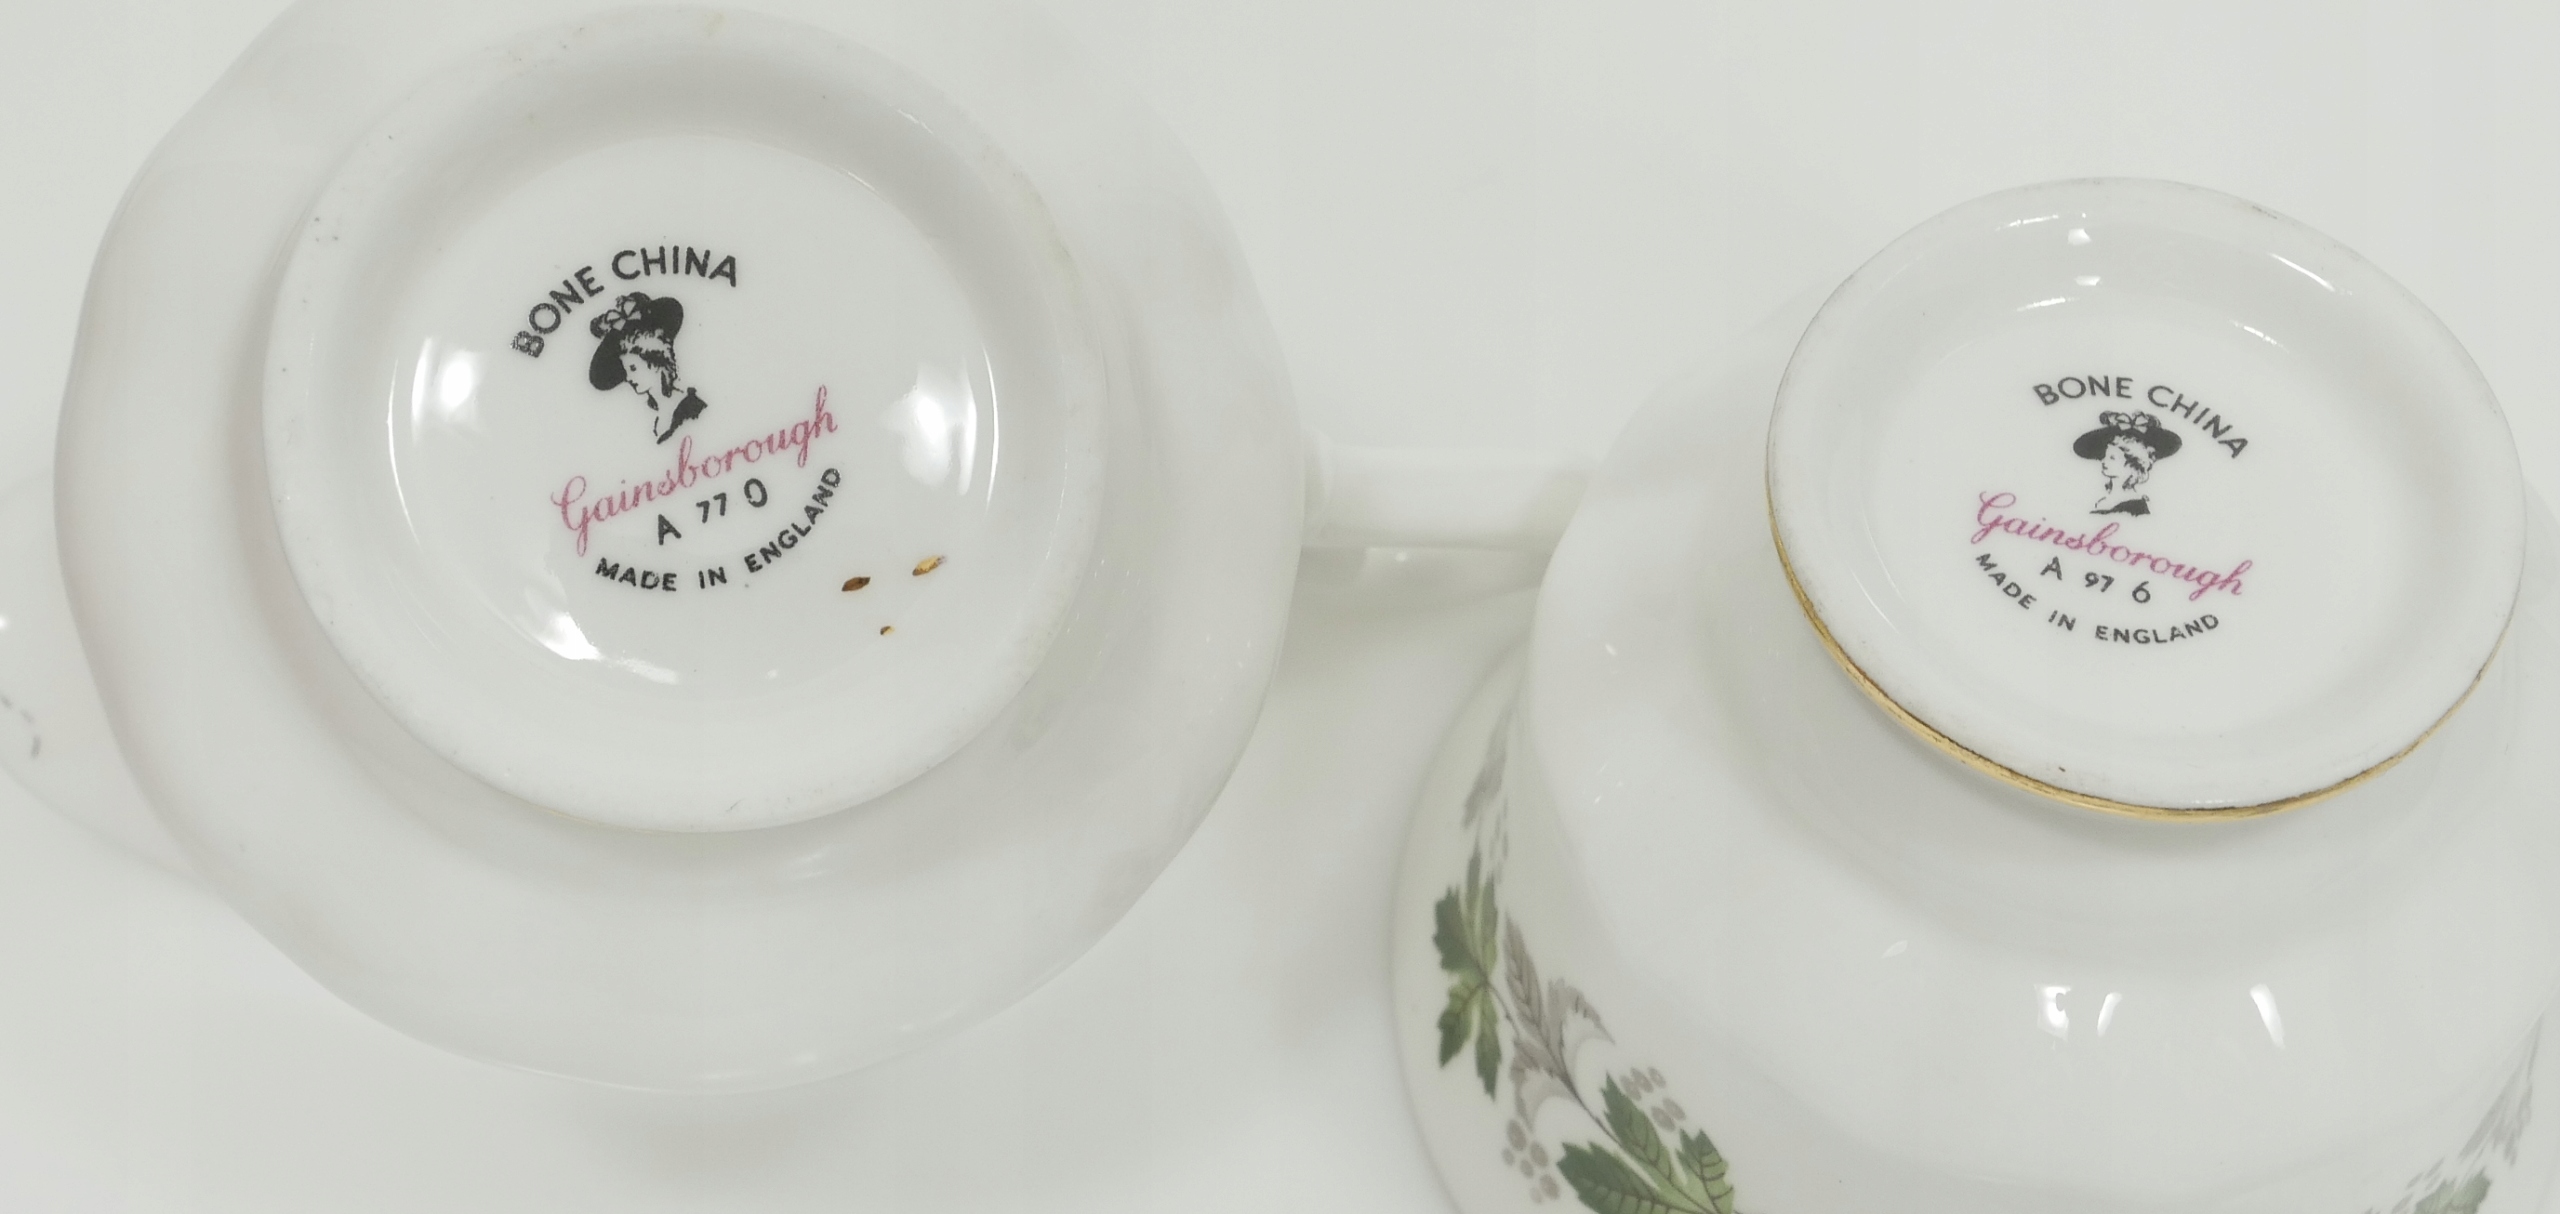 BONE CHINA
Gainsborough
A 77 0
MADE IN ENGLAND
BONE CHINA
Gainsborough
A 97 6
MADE IN ENGLAND